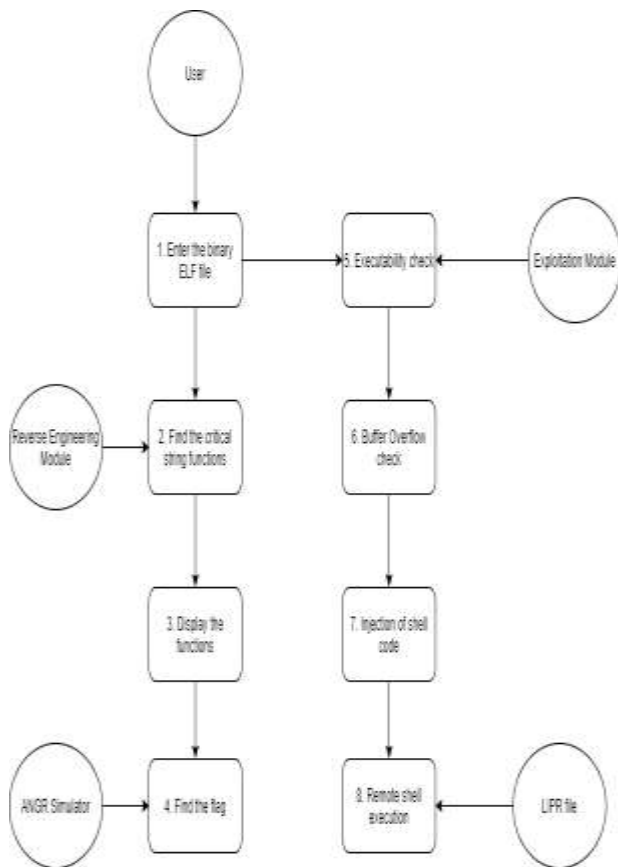 User
1. Enter the binary
ELF file
5. Executability check
Exploitation Module
Reverse Engineering
Module
2. Find the critical
string functions
6. Buffer Overflow
check
3. Display the
functions
7. Injection of shell
code
ANGR Simulator
4. Find the flag
8. Remote shell
execution
file